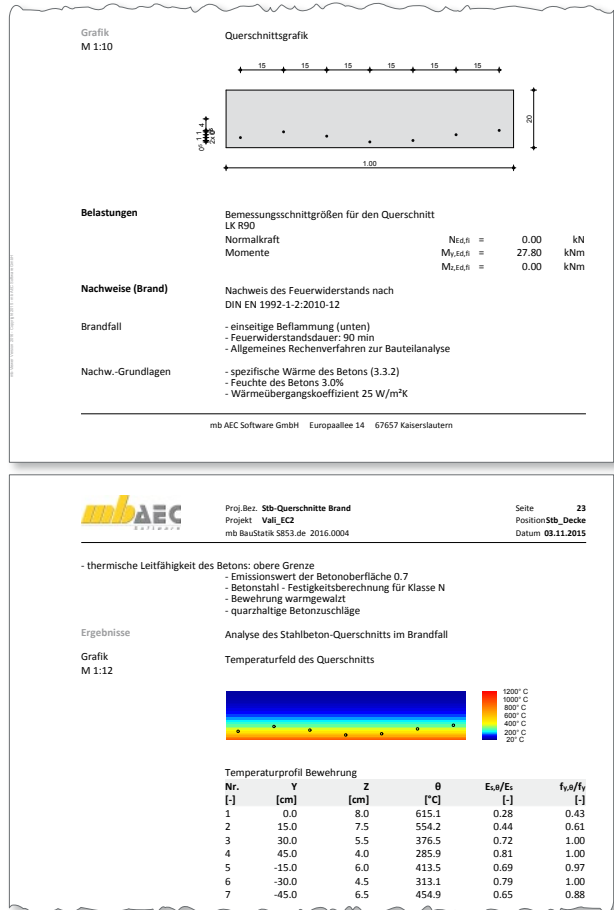 Grafik Querschnittsgrafik
M 1:10
15 15 15 15 15 15
20
1.00
Belastungen Bemessungsschnittgrößen für den Querschnitt
LK R90
Normalkraft NEd,fi = 0.00 kN
Momente My,Ed,fi = 27.80 kNm
Mz,Ed,fi = 0.00 kNm
Nachweise (Brand) Nachweis des Feuerwiderstands nach
DIN EN 1992-1-2:2010-12
Brandfall - einseitige Beflammung (unten)
- Feuerwiderstandsdauer: 90 min
- Allgemeines Rechenverfahren zur Bauteilanalyse
Nachw.-Grundlagen - spezifische Wärme des Betons (3.3.2)
- Feuchte des Betons 3.0%
- Wärmeübergangskoeffizient 25 W/m²K
mb AEC Software GmbH Europaallee 14 67657 Kaiserslautern
mbAEC Software
Proj.Bez. Stb-Querschnitte Brand Seite 23
Projekt Vali_EC2 Position Stb_Decke
mb BauStatik S853.de 2016.0004 Datum 03.11.2015
- thermische Leitfähigkeit des Betons: obere Grenze
- Emissionswert der Betonoberfläche 0.7
- Betonstahl - Festigkeitsberechnung für Klasse N
- Bewehrung warmgewalzt
- quarzhaltige Betonzuschläge
Ergebnisse Analyse des Stahlbeton-Querschnitts im Brandfall
Grafik Temperaturfeld des Querschnitts
M 1:12
1200° C
1000° C
800° C
600° C
400° C
200° C
20° C
Temperaturprofil Bewehrung
Nr. Y Z θ Es,θ/Es fy,θ/fy
[-] [cm] [cm] [°C] [-] [-]
1 0.0 8.0 615.1 0.28 0.43
2 15.0 7.5 554.2 0.44 0.61
3 30.0 5.5 376.5 0.72 1.00
4 45.0 4.0 285.9 0.81 1.00
5 -15.0 6.0 413.5 0.69 0.97
6 -30.0 4.5 313.1 0.79 1.00
7 -45.0 6.5 454.9 0.65 0.88